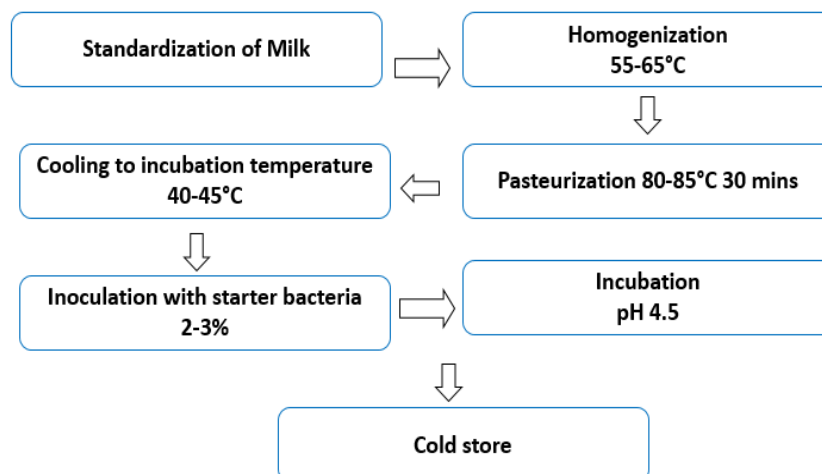 Standardization of Milk
Homogenization
55-65°C
Pasteurization 80-85°C 30 mins
Cooling to incubation temperature
40-45°C
Inoculation with starter bacteria
2-3%
Incubation
pH 4.5
Cold store